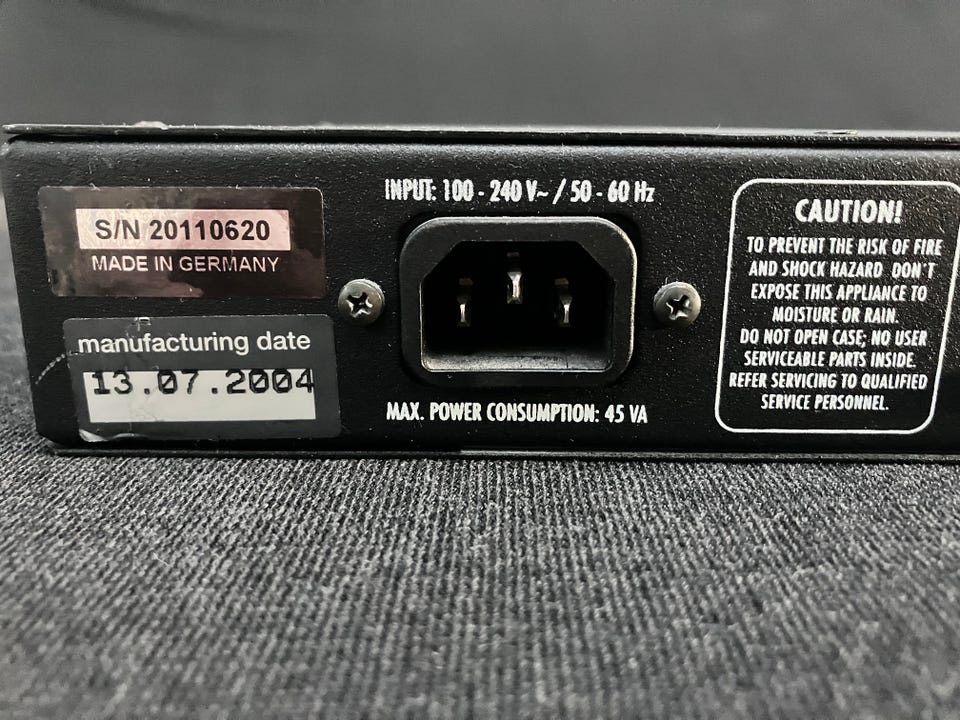 S/N 20110620
MADE IN GERMANY
manufacturing date
13.07.2004
INPUT: 100 - 240 V~ / 50 - 60 Hz
MAX. POWER CONSUMPTION: 45 VA
CAUTION!
TO PREVENT THE RISK OF FIRE
AND SHOCK HAZARD DON'T
EXPOSE THIS APPLIANCE TO
MOISTURE OR RAIN.
DO NOT OPEN CASE; NO USER
SERVICEABLE PARTS INSIDE.
REFER SERVICING TO QUALIFIED
SERVICE PERSONNEL.